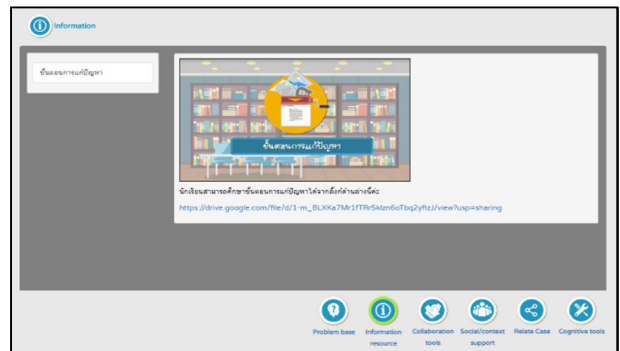 Information
ขั้นตอนการแก้ปัญหา
ขั้นตอนการแก้ปัญหา
นักเรียนสามารถศึกษาขั้นตอนการแก้ปัญหาได้จากลิ้งก์ด้านล่างนี้ค่ะ
https://drive.google.com/file/d/1-m_BLXKa7Mr1fTRr5kIzn6oTbq2yfizJ/view?usp=sharing
Problem base
Information resource
Collaboration tools
Social/context support
Relate Case
Cognitive tools